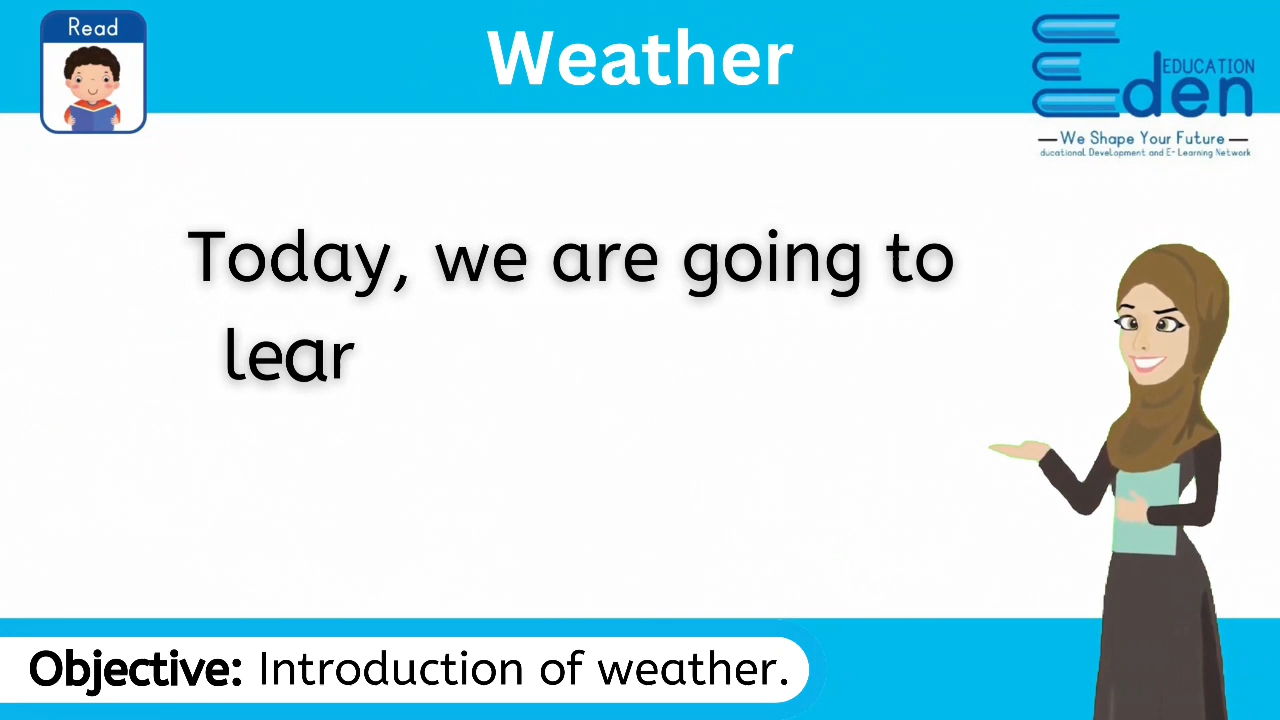 Read
Weather
EDUCATION
Eden
We Shape Your Future
ducational Development and E- Learning Network
Today, we are going to
lear
Objective: Introduction of weather.